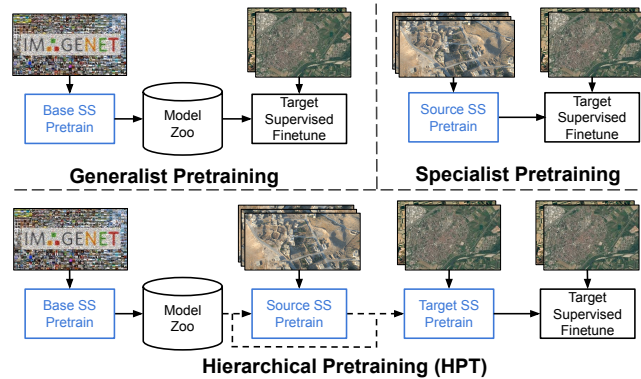 IMAGENET
Base SS
Pretrain
Model
Zoo
Target
Supervised
Finetune
Generalist Pretraining
Source SS
Pretrain
Target
Supervised
Finetune
Specialist Pretraining
IMAGENET
Base SS
Pretrain
Model
Zoo
Source SS
Pretrain
Target SS
Pretrain
Target
Supervised
Finetune
Hierarchical Pretraining (HPT)